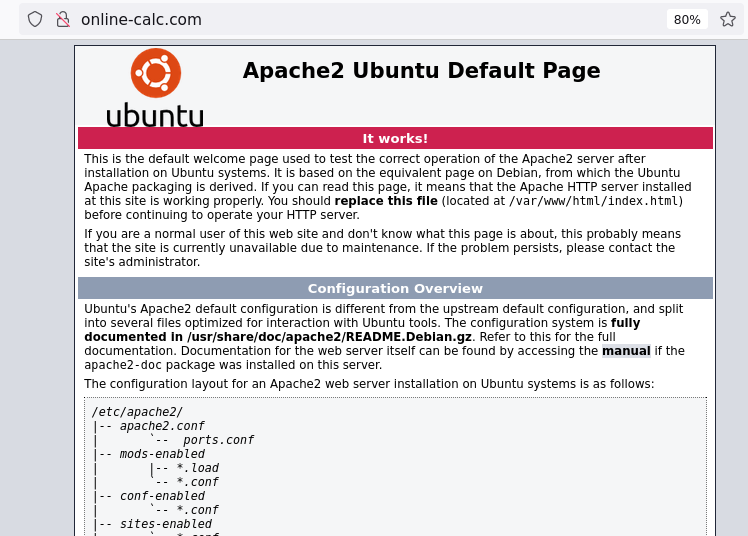 online-calc.com
80%
Apache2 Ubuntu Default Page
ubuntu
It works!
This is the default welcome page used to test the correct operation of the Apache2 server after
installation on Ubuntu systems. It is based on the equivalent page on Debian, from which the Ubuntu
Apache packaging is derived. If you can read this page, it means that the Apache HTTP server installed
at this site is working properly. You should replace this file (located at /var/www/html/index.html)
before continuing to operate your HTTP server.
If you are a normal user of this web site and don't know what this page is about, this probably means
that the site is currently unavailable due to maintenance. If the problem persists, please contact the
site's administrator.
Configuration Overview
Ubuntu's Apache2 default configuration is different from the upstream default configuration, and split
into several files optimized for interaction with Ubuntu tools. The configuration system is fully
documented in /usr/share/doc/apache2/README.Debian.gz. Refer to this for the full
documentation. Documentation for the web server itself can be found by accessing the manual if the
apache2-doc package was installed on this server.
The configuration layout for an Apache2 web server installation on Ubuntu systems is as follows:
/etc/apache2/
|-- apache2.conf
|       `--  ports.conf
|-- mods-enabled
|       |-- *.load
|       `-- *.conf
|-- conf-enabled
|       `-- *.conf
|-- sites-enabled
|       `-- *.conf